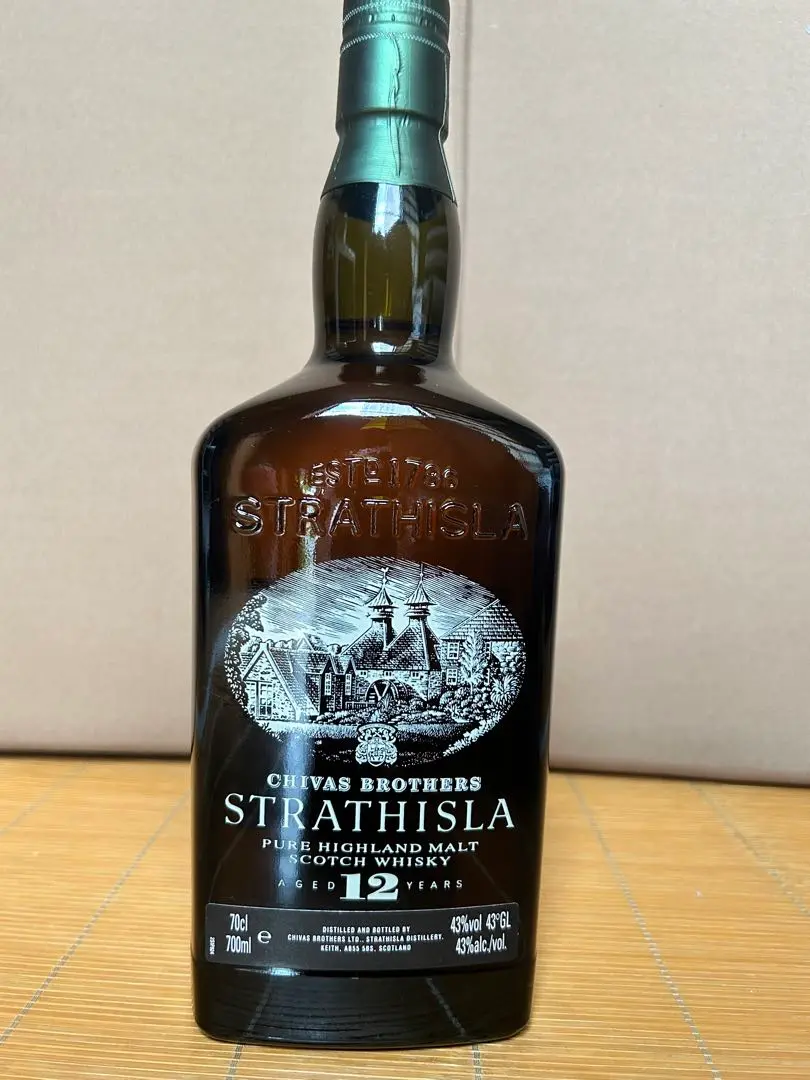 ESTD 1786
STRATHISLA
CHIVAS BROTHERS
STRATHISLA
PURE HIGHLAND MALT
SCOTCH WHISKY
AGED 12 YEARS
70cl
700ml e
DISTILLED AND BOTTLED BY
CHIVAS BROTHERS LTD., STRATHISLA DISTILLERY,
KEITH, AB55 5BS, SCOTLAND
43%vol 43°GL
43%alc./vol.